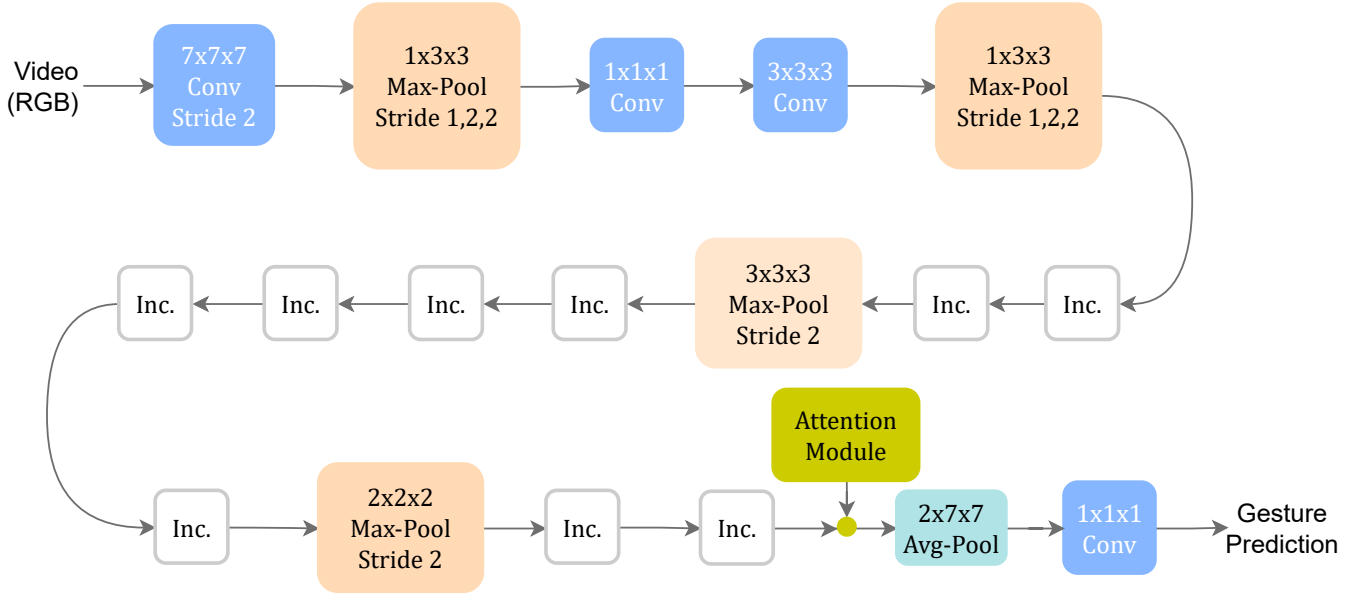 Video
(RGB)
7x7x7
Conv
Stride 2
1x3x3
Max-Pool
Stride 1,2,2
1x1x1
Conv
3x3x3
Conv
1x3x3
Max-Pool
Stride 1,2,2
Inc.
Inc.
3x3x3
Max-Pool
Stride 2
Inc.
Inc.
Inc.
Inc.
Inc.
2x2x2
Max-Pool
Stride 2
Inc.
Inc.
Attention
Module
2x7x7
Avg-Pool
1x1x1
Conv
Gesture
Prediction